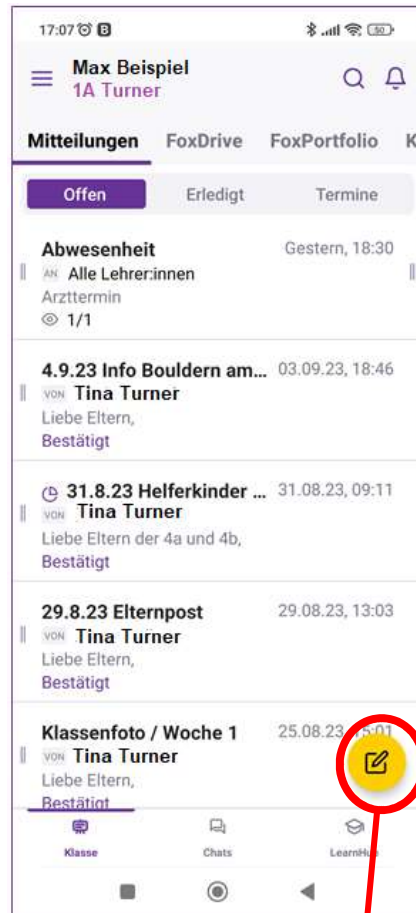 17:07
50
Max Beispiel
1A Turner
Mitteilungen FoxDrive FoxPortfolio K
Offen Erledigt Termine
Abwesenheit Gestern, 18:30
AN Alle Lehrer:innen
Arzttermin
1/1
4.9.23 Info Bouldern am... 03.09.23, 18:46
VON Tina Turner
Liebe Eltern,
Bestätigt
31.8.23 Helferkinder ... 31.08.23, 09:11
VON Tina Turner
Liebe Eltern der 4a und 4b,
Bestätigt
29.8.23 Elternpost 29.08.23, 13:03
VON Tina Turner
Liebe Eltern,
Bestätigt
Klassenfoto / Woche 1 25.08.23, 15:01
VON Tina Turner
Liebe Eltern,
Bestätigt
Klasse Chats LearnHub